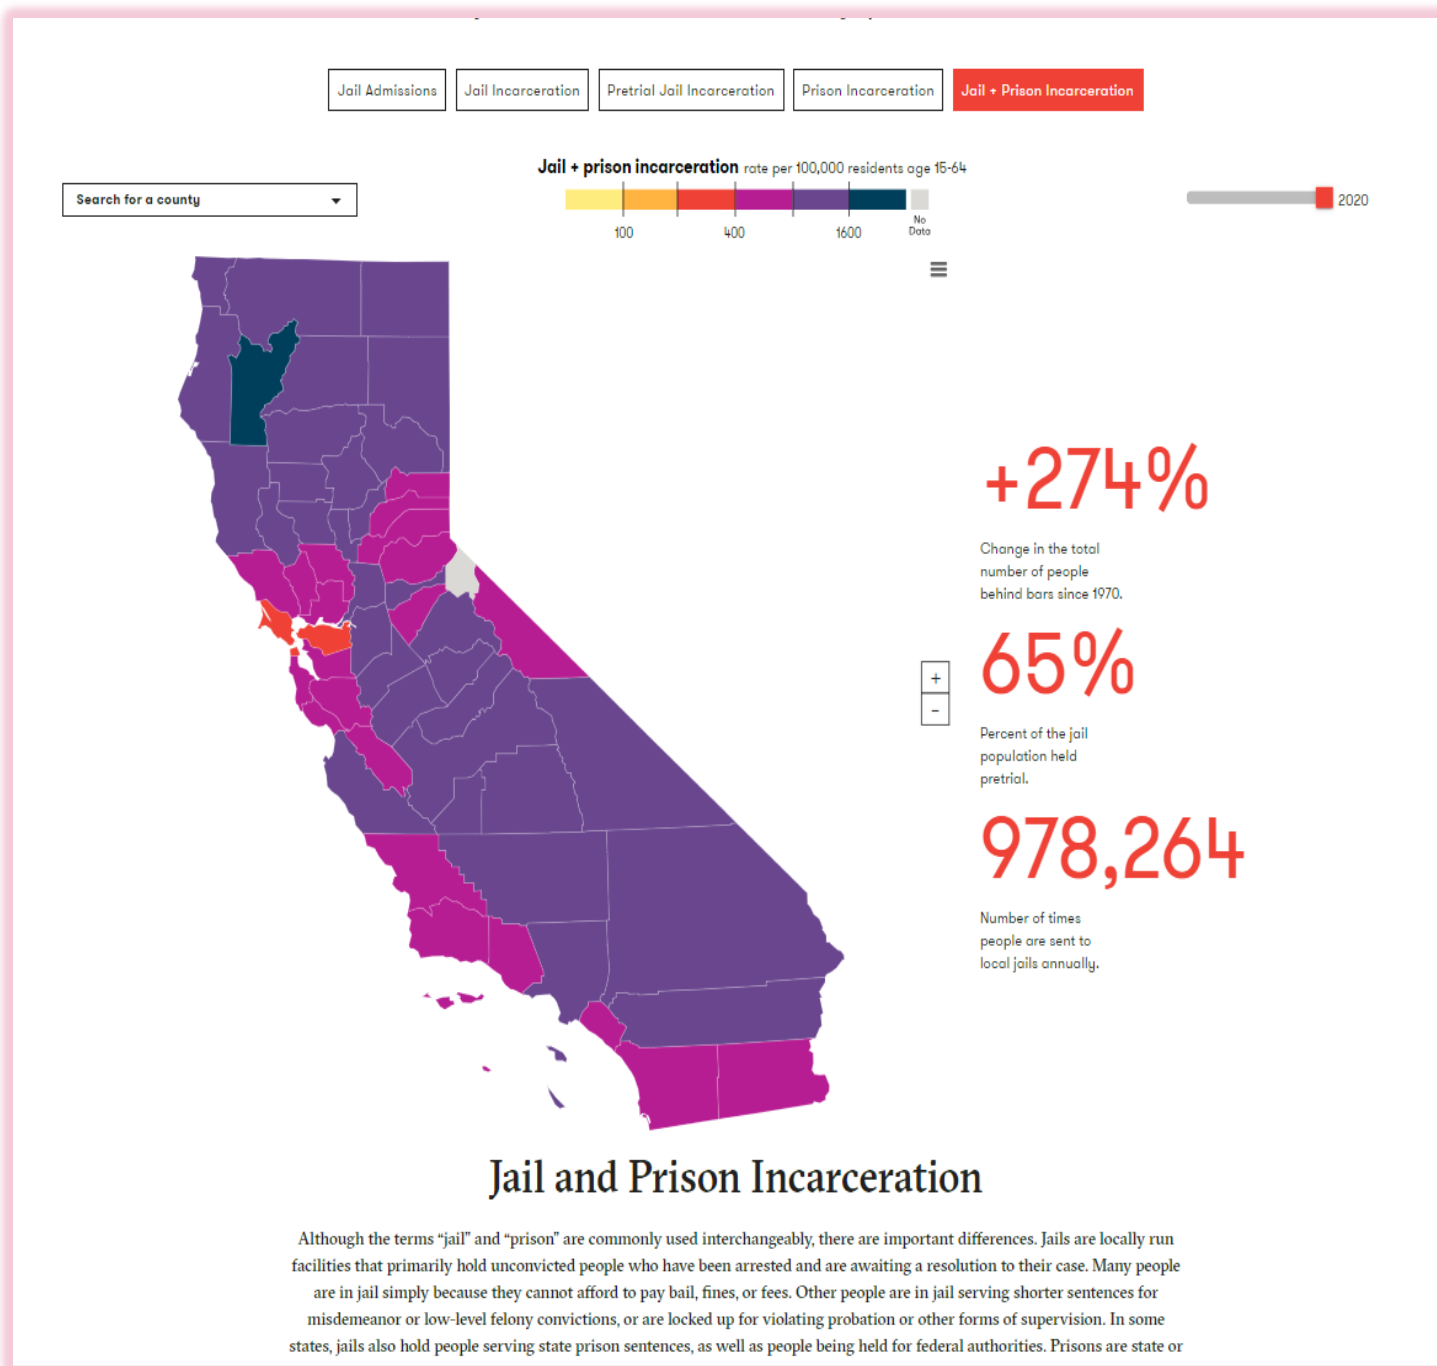 Jail Admissions
Jail Incarceration
Pretrial Jail Incarceration
Prison Incarceration
Jail + Prison Incarceration
Jail + prison incarceration rate per 100,000 residents age 15-64
Search for a county
100
400
1600
No
Data
2020
+274%
Change in the total
number of people
behind bars since 1970.
+
-
65%
Percent of the jail
population held
pretrial.
978,264
Number of times
people are sent to
local jails annually.
Jail and Prison Incarceration
Although the terms “jail” and “prison” are commonly used interchangeably, there are important differences. Jails are locally run
facilities that primarily hold unconvicted people who have been arrested and are awaiting a resolution to their case. Many people
are in jail simply because they cannot afford to pay bail, fines, or fees. Other people are in jail serving shorter sentences for
misdemeanor or low-level felony convictions, or are locked up for violating probation or other forms of supervision. In some
states, jails also hold people serving state prison sentences, as well as people being held for federal authorities. Prisons are state or